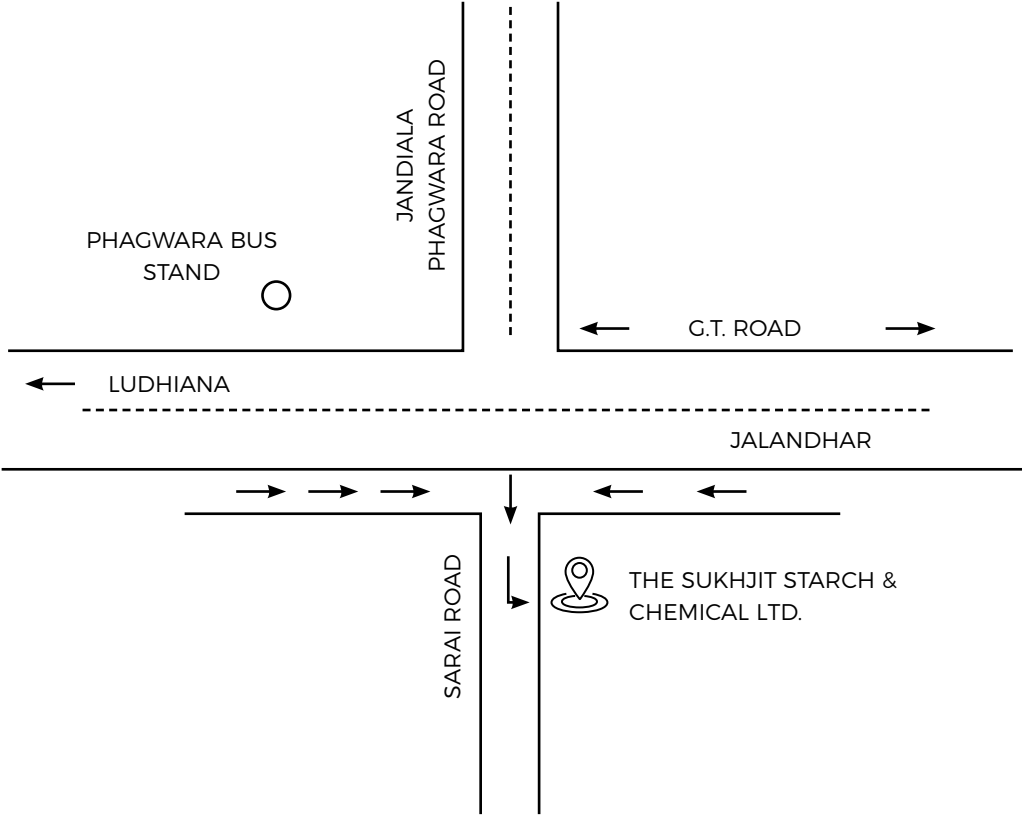 JANDIALA
PHAGWARA ROAD
PHAGWARA BUS
STAND
G.T. ROAD
LUDHIANA
JALANDHAR
SARAI ROAD
THE SUKHJIT STARCH &
CHEMICAL LTD.